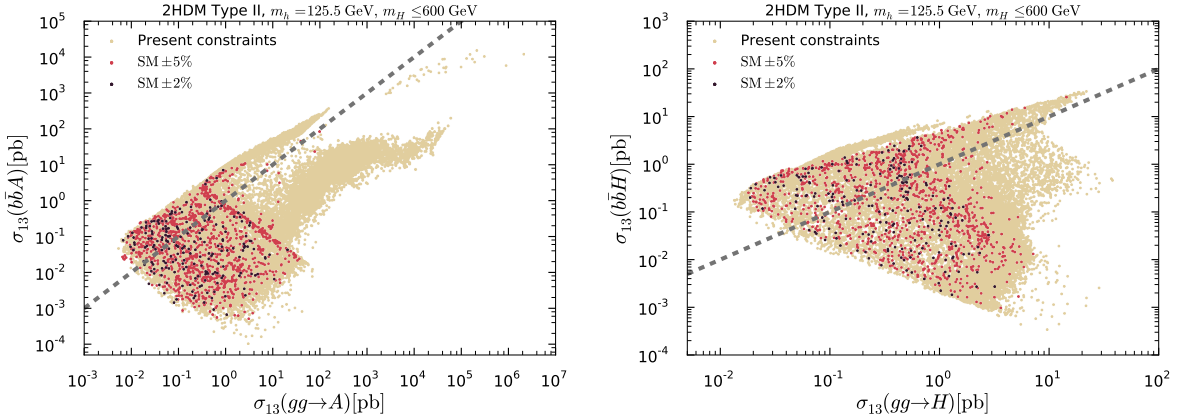 2HDM Type II, m_h =125.5 GeV, m_H ≤600 GeV
Present constraints
SM ±5%
SM ±2%
10^5
10^4
10^3
10^2
10^1
10^0
10^-1
10^-2
10^-3
10^-4
σ_13(bb̄A)[pb]
10^-3 10^-2 10^-1 10^0 10^1 10^2 10^3 10^4 10^5 10^6 10^7
σ_13(gg→A)[pb]
2HDM Type II, m_h =125.5 GeV, m_H ≤600 GeV
Present constraints
SM ±5%
SM ±2%
10^3
10^2
10^1
10^0
10^-1
10^-2
10^-3
10^-4
σ_13(bb̄H)[pb]
10^-2 10^-1 10^0 10^1 10^2
σ_13(gg→H)[pb]